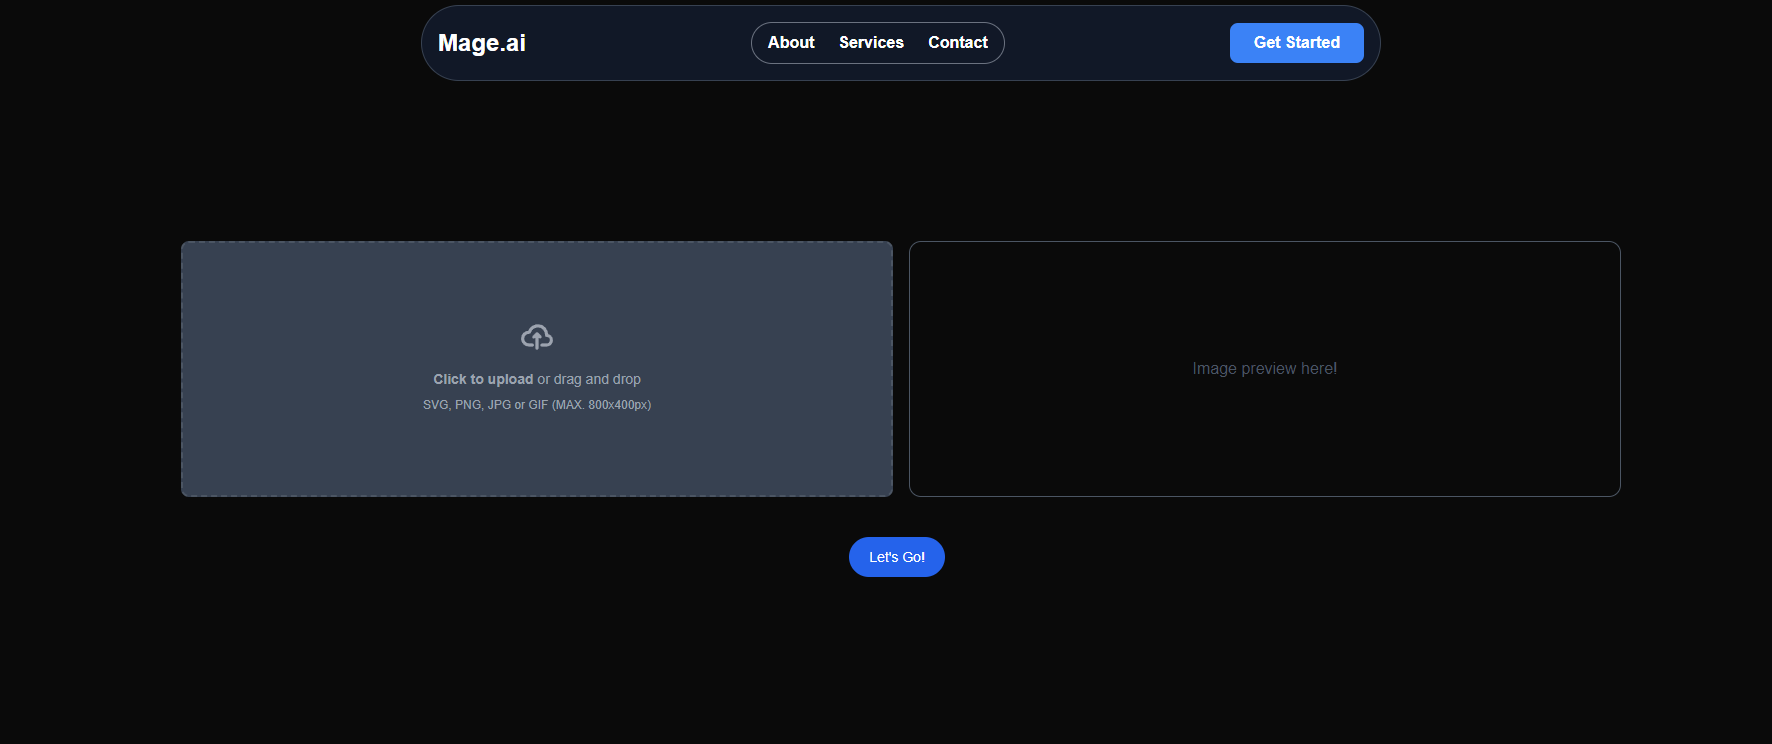 Mage.ai
About Services Contact
Get Started
Click to upload or drag and drop
SVG, PNG, JPG or GIF (MAX. 800x400px)
Image preview here!
Let's Go!